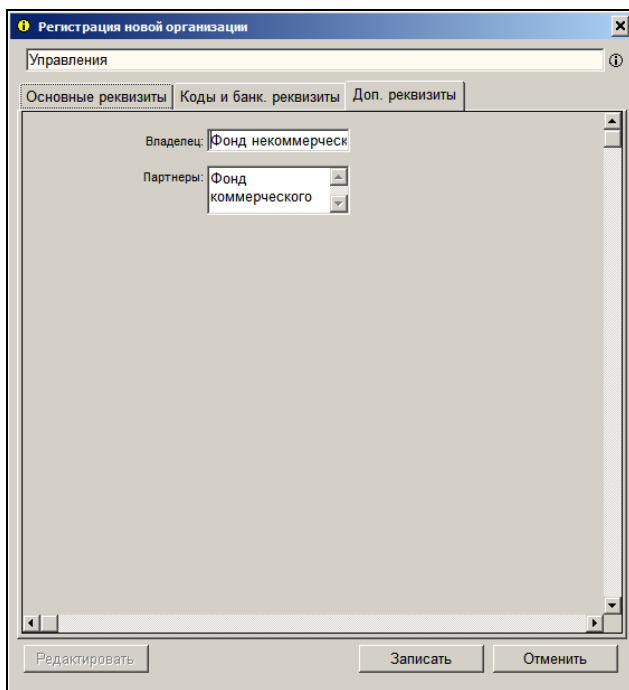 Регистрация новой организации
Управления
Основные реквизиты Коды и банк. реквизиты Доп. реквизиты
Владелец: Фонд некоммерческ
Партнеры: Фонд
коммерческого
Редактировать Записать Отменить